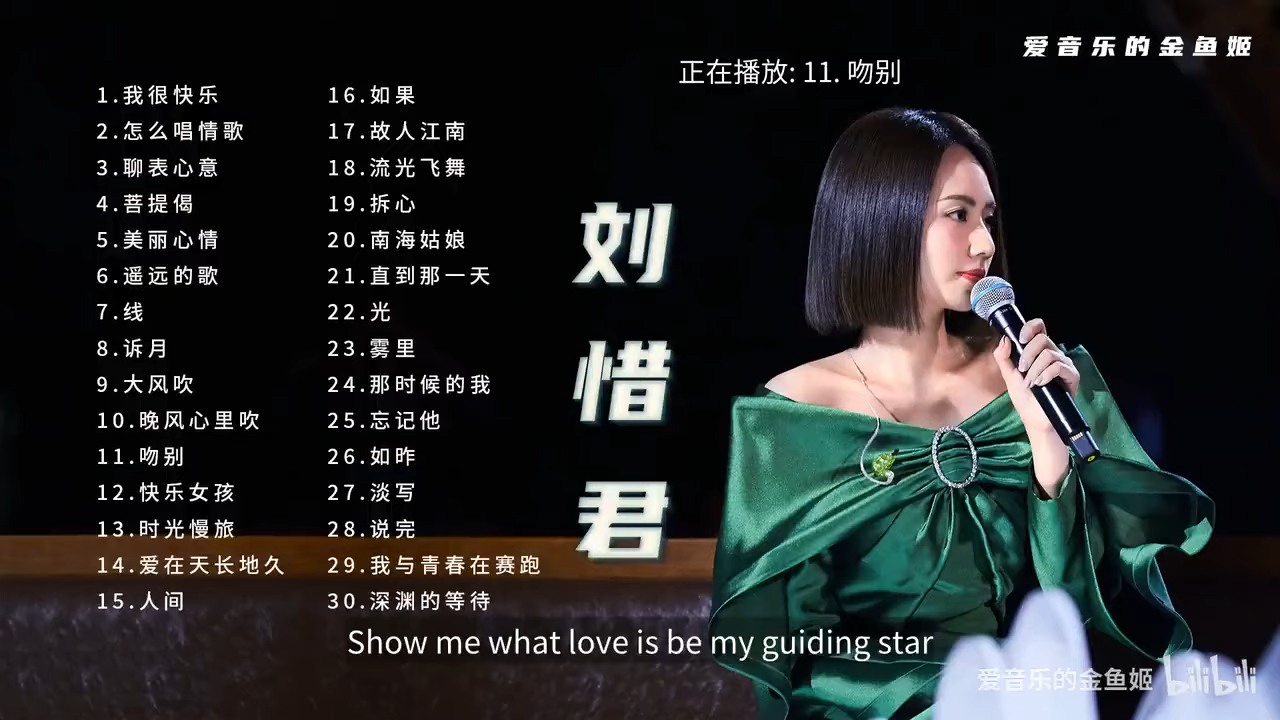 爱音乐的金鱼姬
正在播放: 11. 吻别
1.我很快乐
2.怎么唱情歌
3.聊表心意
4.菩提偈
5.美丽心情
6.遥远的歌
7.线
8.诉月
9.大风吹
10.晚风心里吹
11.吻别
12.快乐女孩
13.时光慢旅
14.爱在天长地久
15.人间
16.如果
17.故人江南
18.流光飞舞
19.拆心
20.南海姑娘
21.直到那一天
22.光
23.雾里
24.那时候的我
25.忘记他
26.如昨
27.淡写
28.说完
29.我与青春在赛跑
30.深渊的等待
刘惜君
Show me what love is be my guiding star
爱音乐的金鱼姬 bilibili